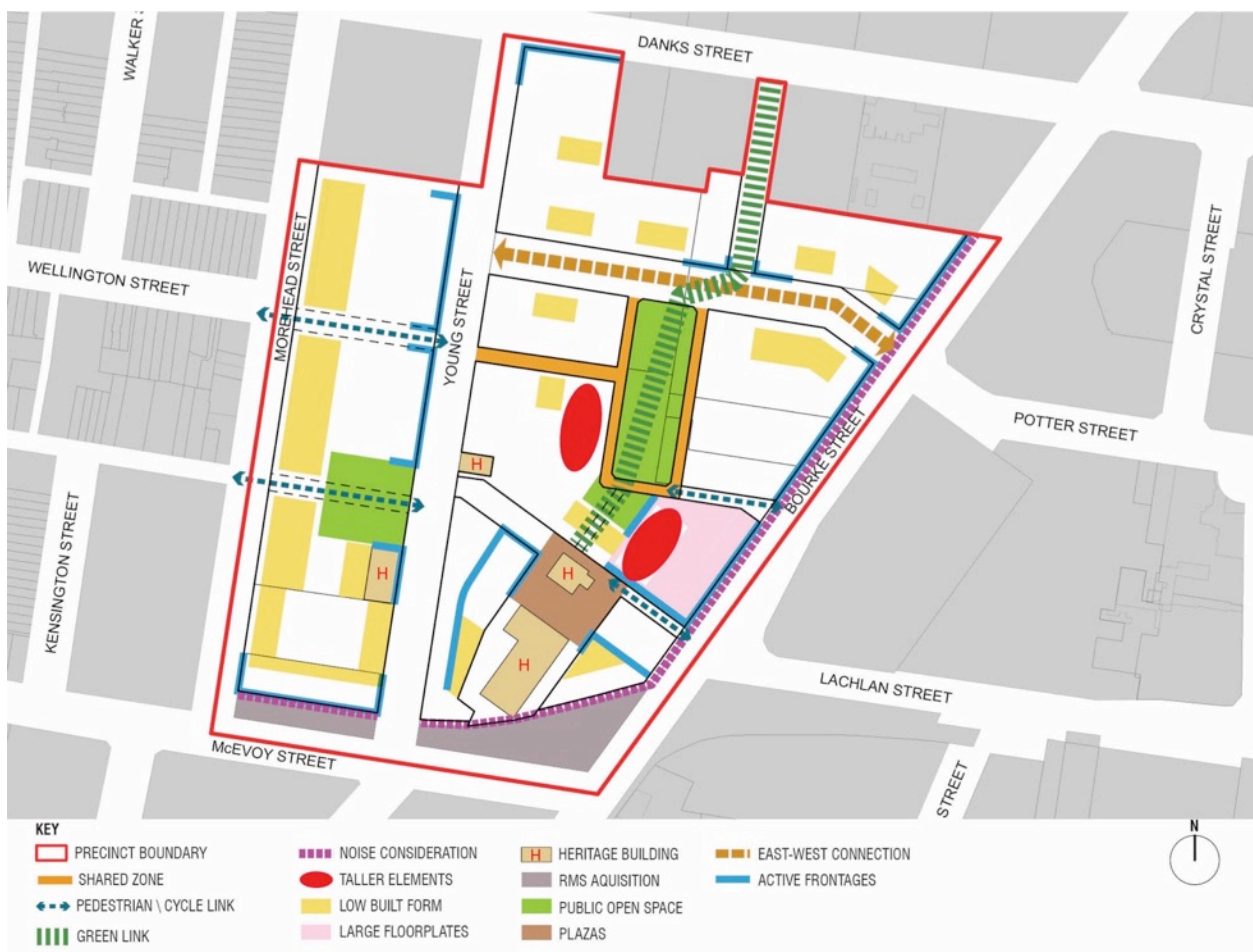 DANKS STREET
WALKER
WELLINGTON STREET
MOREHEAD STREET
YOUNG STREET
CRYSTAL STREET
POTTER STREET
BOURKE STREET
KENSINGTON STREET
H
H
H
H
LACHLAN STREET
McEVOY STREET
STREET
KEY
PRECINCT BOUNDARY
SHARED ZONE
PEDESTRIAN \ CYCLE LINK
GREEN LINK
NOISE CONSIDERATION
TALLER ELEMENTS
LOW BUILT FORM
LARGE FLOORPLATES
H HERITAGE BUILDING
RMS AQUISITION
PUBLIC OPEN SPACE
PLAZAS
EAST-WEST CONNECTION
ACTIVE FRONTAGES
N